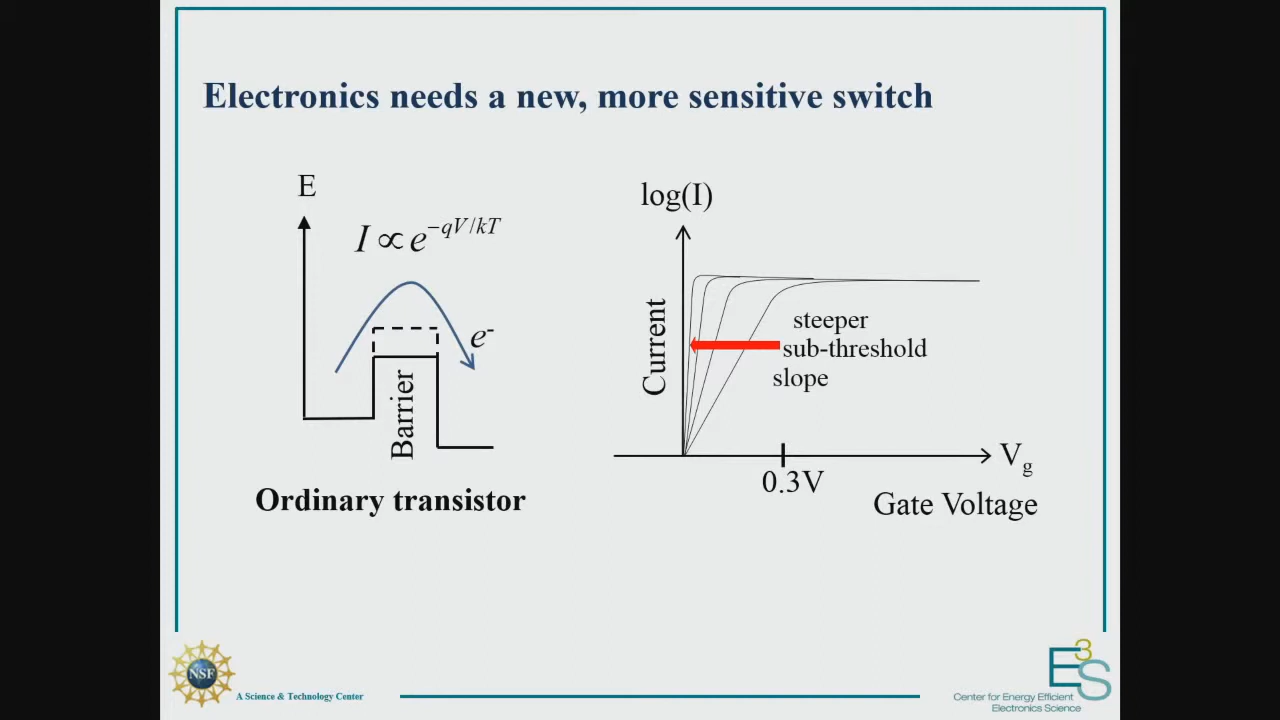 Electronics needs a new, more sensitive switch
E
I ∝ e^{-qV/kT}
e-
Barrier
Ordinary transistor
log(I)
Current
steeper
sub-threshold
slope
0.3V
Vg
Gate Voltage
NSF
A Science & Technology Center
E3S
Center for Energy Efficient
Electronics Science